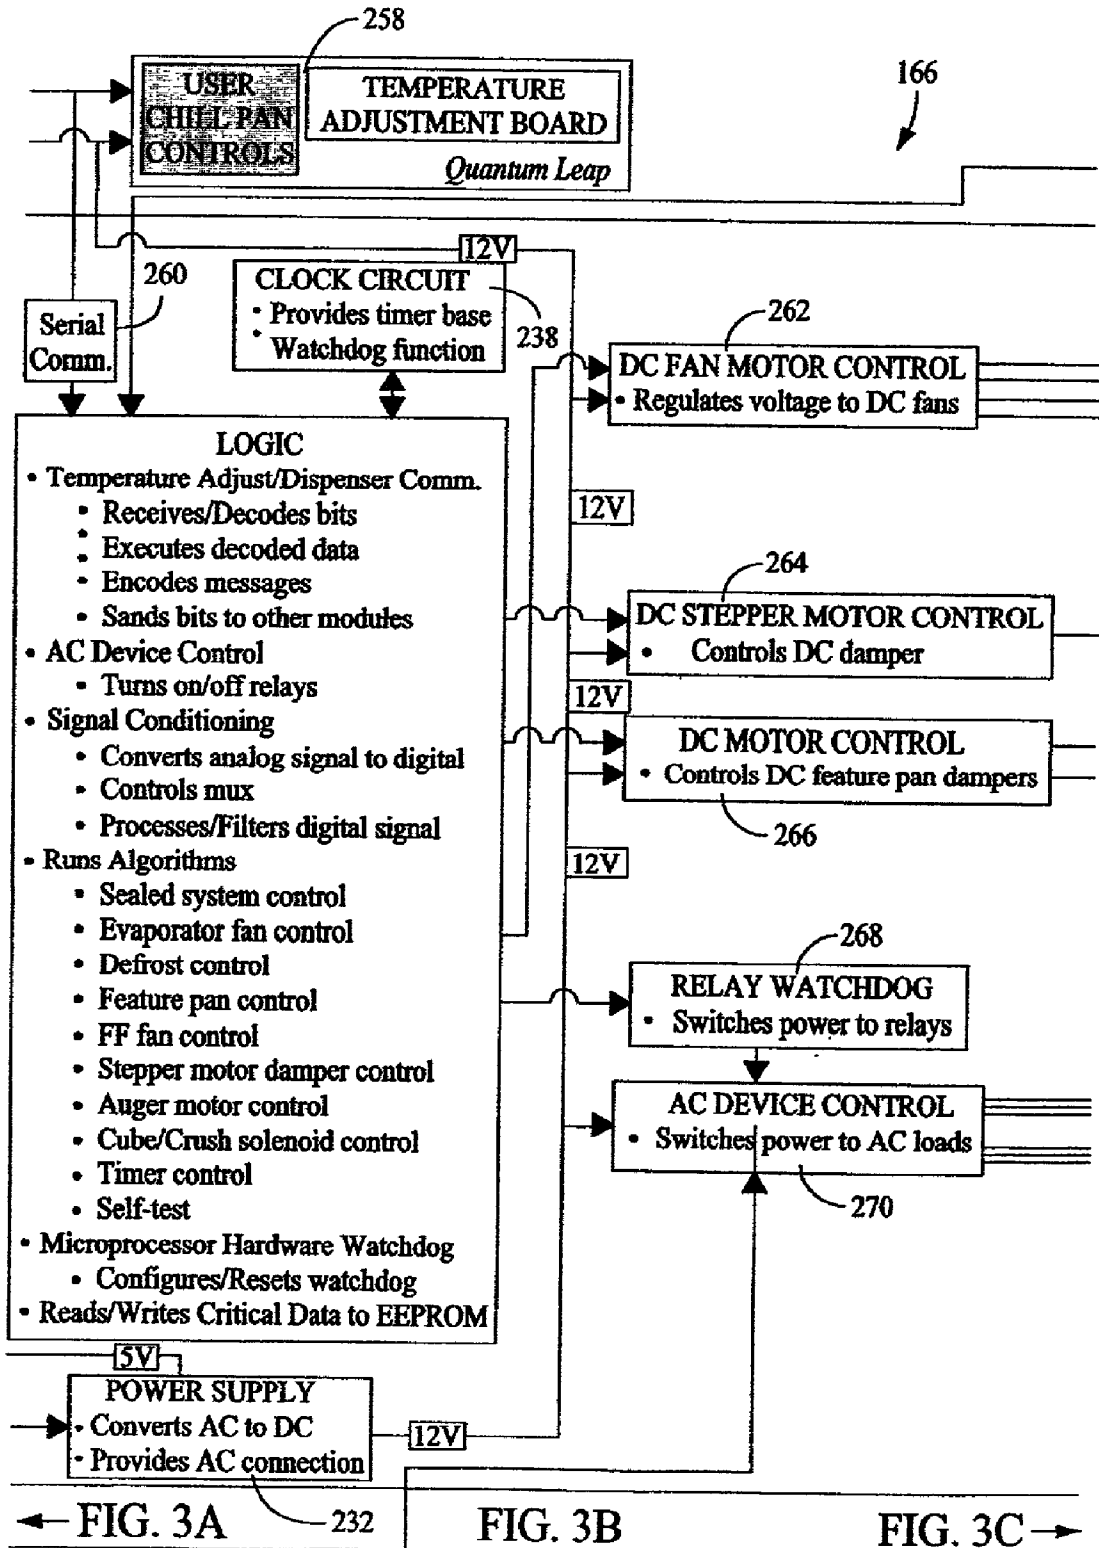 258
166
USER
CHILL PAN
CONTROLS
TEMPERATURE
ADJUSTMENT BOARD
Quantum Leap
12V
260
Serial
Comm.
CLOCK CIRCUIT
• Provides timer base
• Watchdog function
238
262
DC FAN MOTOR CONTROL
• Regulates voltage to DC fans
LOGIC
• Temperature Adjust/Dispenser Comm.
• Receives/Decodes bits
• Executes decoded data
• Encodes messages
• Sands bits to other modules
• AC Device Control
• Turns on/off relays
• Signal Conditioning
• Converts analog signal to digital
• Controls mux
• Processes/Filters digital signal
• Runs Algorithms
• Sealed system control
• Evaporator fan control
• Defrost control
• Feature pan control
• FF fan control
• Stepper motor damper control
• Auger motor control
• Cube/Crush solenoid control
• Timer control
• Self-test
• Microprocessor Hardware Watchdog
• Configures/Resets watchdog
• Reads/Writes Critical Data to EEPROM
12V
264
DC STEPPER MOTOR CONTROL
• Controls DC damper
12V
DC MOTOR CONTROL
• Controls DC feature pan dampers
266
12V
268
RELAY WATCHDOG
• Switches power to relays
AC DEVICE CONTROL
• Switches power to AC loads
270
5V
POWER SUPPLY
• Converts AC to DC
• Provides AC connection
12V
232
FIG. 3A
FIG. 3B
FIG. 3C